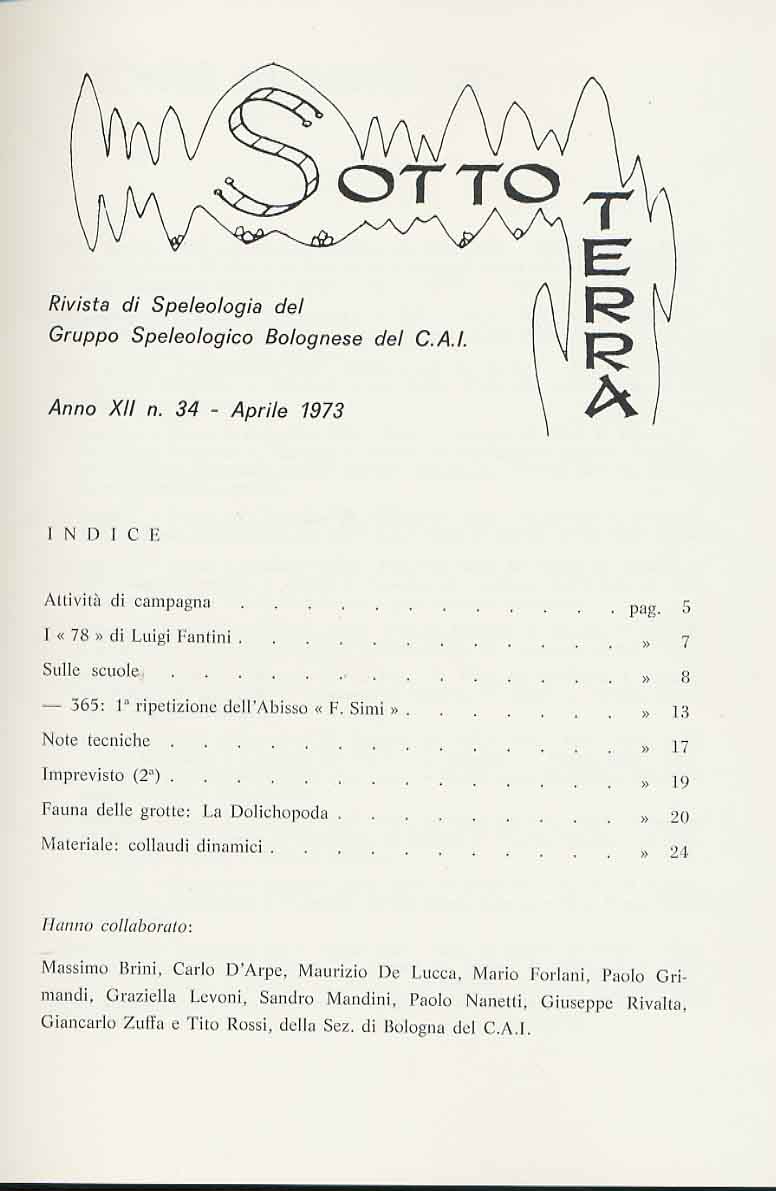 SOTTO
TERRA
Rivista di Speleologia del
Gruppo Speleologico Bolognese del C.A.I.
Anno XII n. 34 - Aprile 1973
INDICE
Attività di campagna . . . . . . . . . . . . pag. 5
I « 78 » di Luigi Fantini . . . . . . . . . . . . » 7
Sulle scuole . . . . . . . . . . . . . . » 8
— 365: 1ª ripetizione dell'Abisso « F. Simi » . . . . . . . » 13
Note tecniche . . . . . . . . . . . . . . » 17
Imprevisto (2ª) . . . . . . . . . . . . . . » 19
Fauna delle grotte: La Dolichopoda . . . . . . . . . » 20
Materiale: collaudi dinamici . . . . . . . . . . . » 24
Hanno collaborato:
Massimo Brini, Carlo D'Arpe, Maurizio De Lucca, Mario Forlani, Paolo Gri-
mandi, Graziella Levoni, Sandro Mandini, Paolo Nanetti, Giuseppe Rivalta,
Giancarlo Zuffa e Tito Rossi, della Sez. di Bologna del C.A.I.